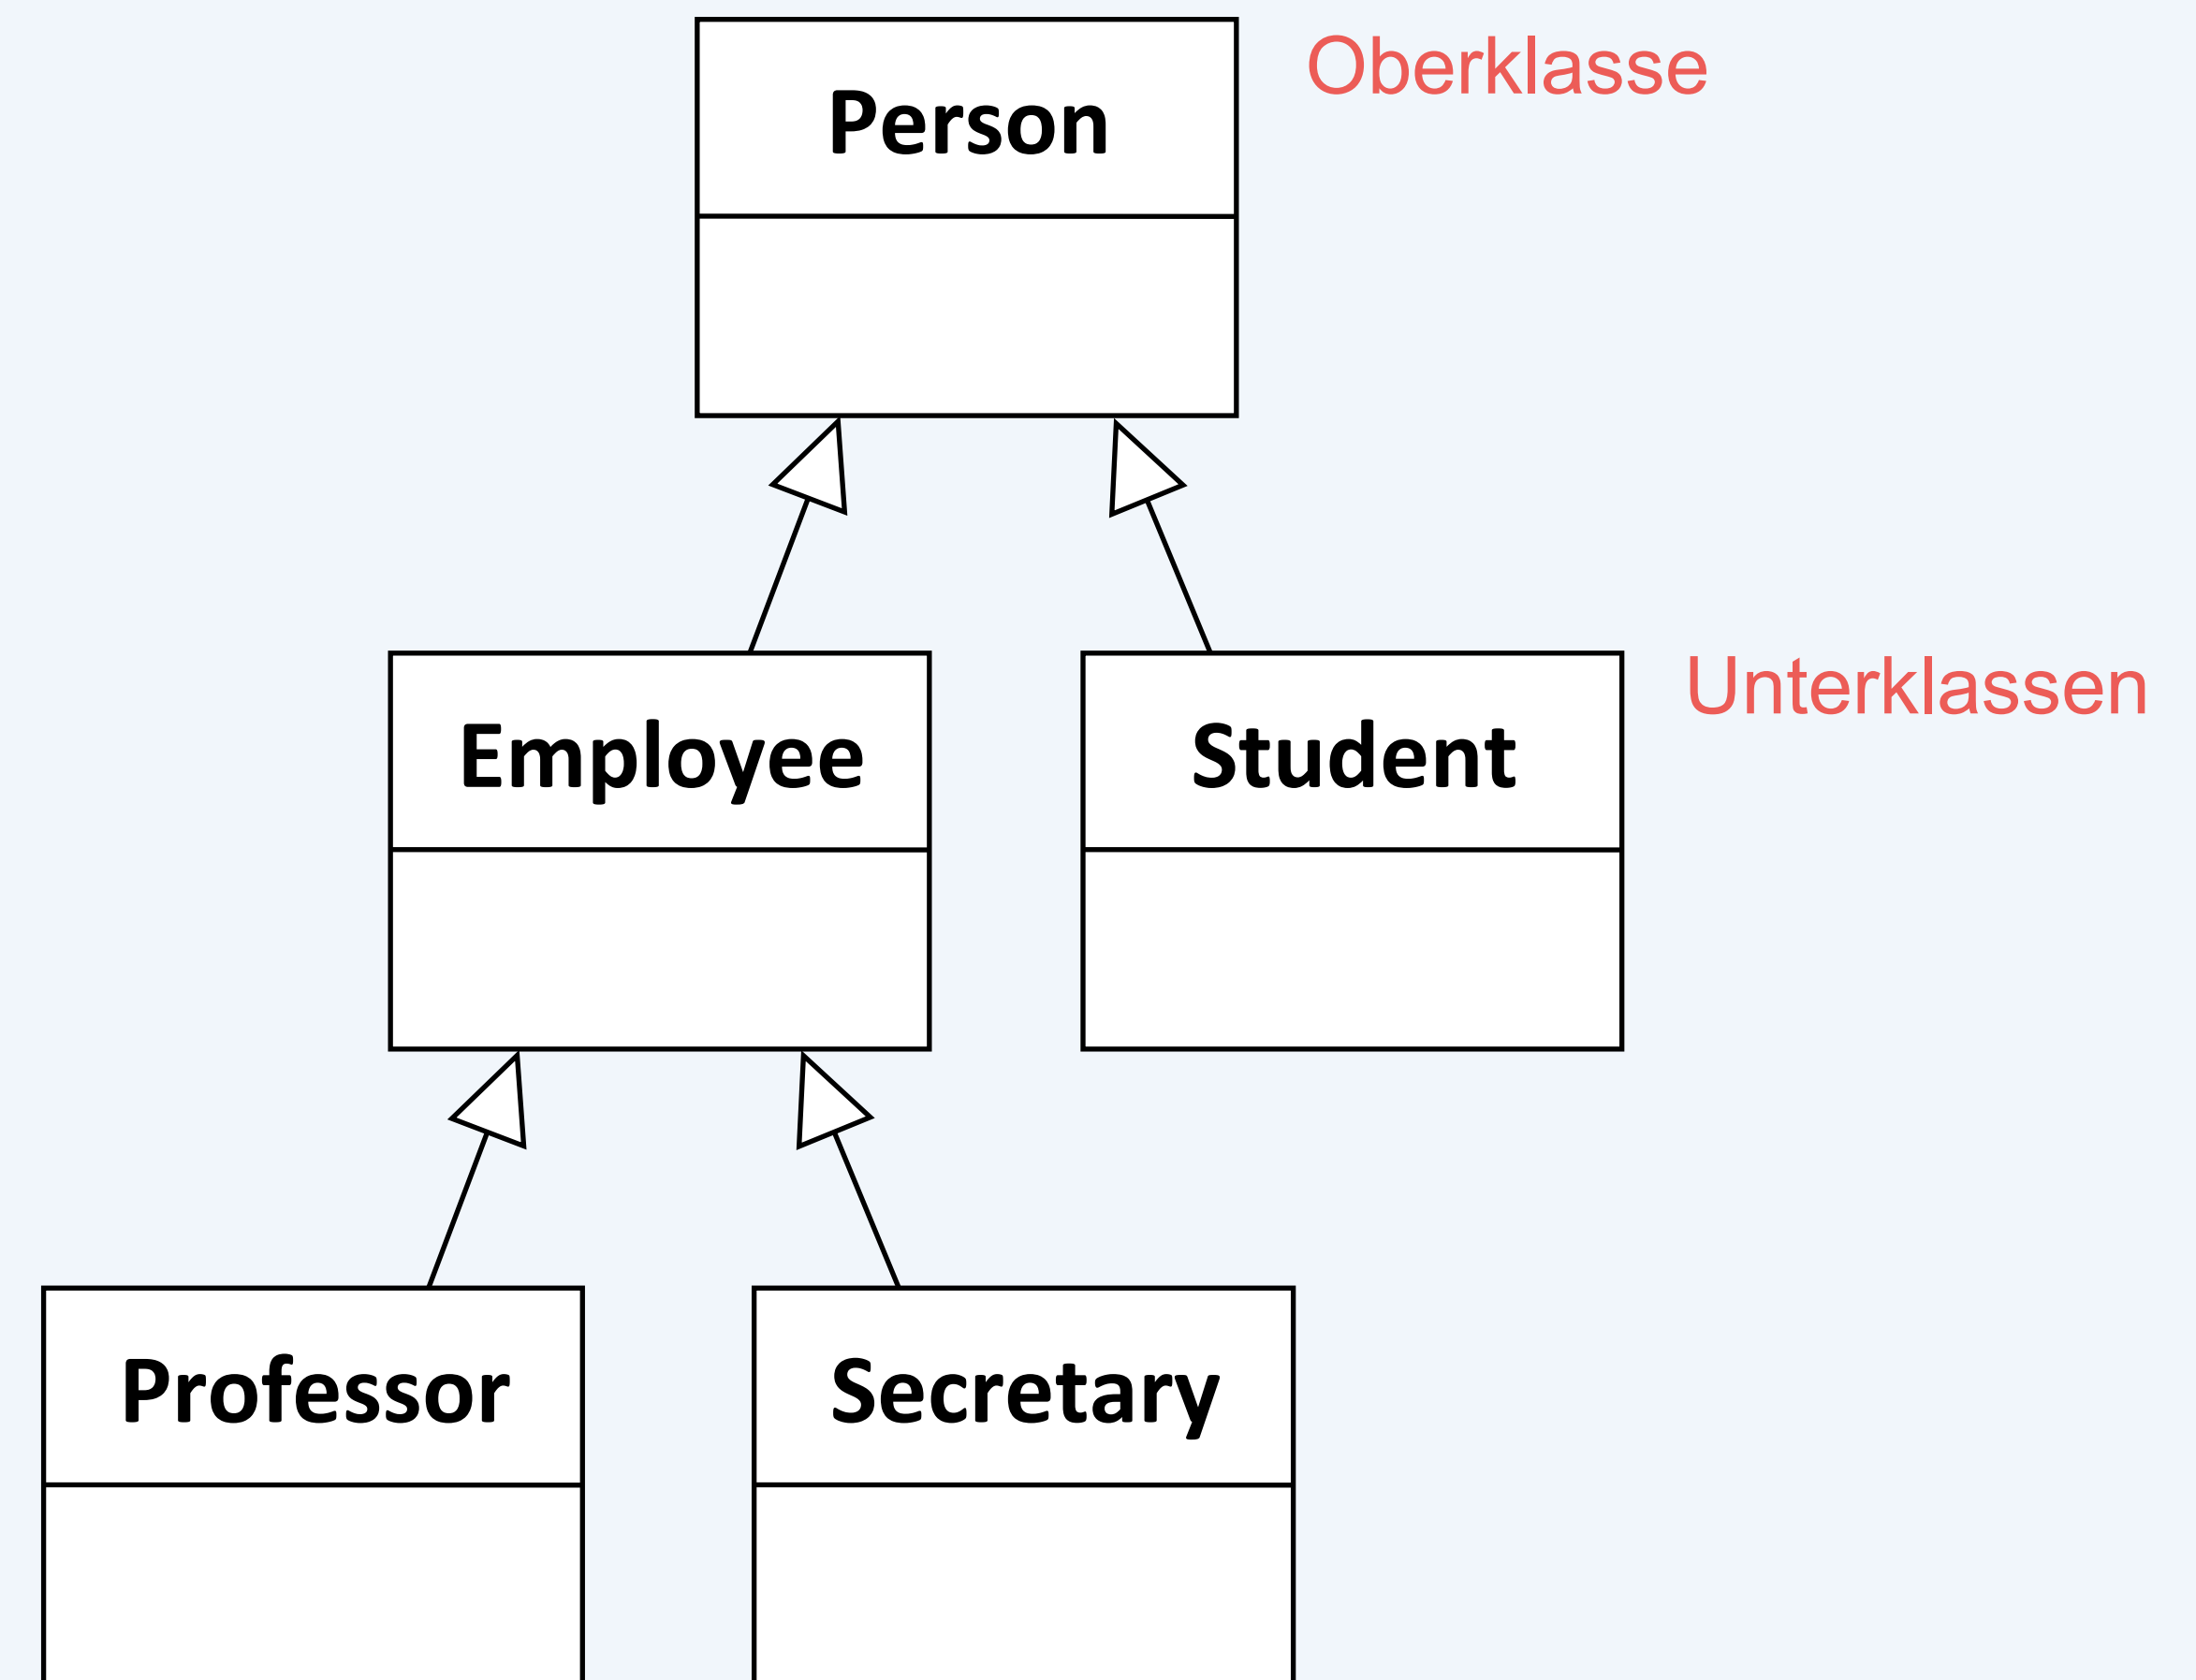 Person
Oberklasse
Employee
Student
Unterklassen
Professor
Secretary